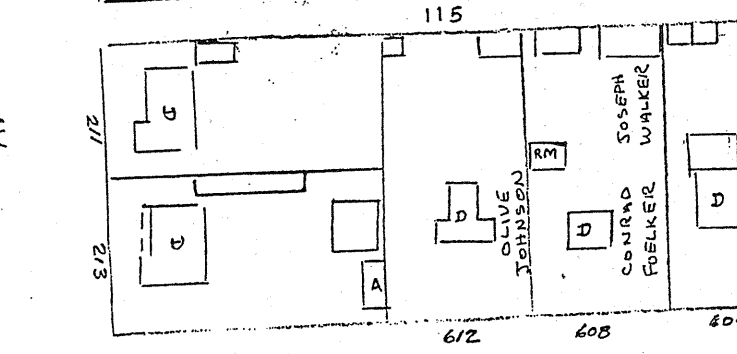 115
211
D
213
D
A
D
OLIVE
JOHNSON
612
RM
D
JOSEPH
WALKER
CONRAD
FOELKER
608
D